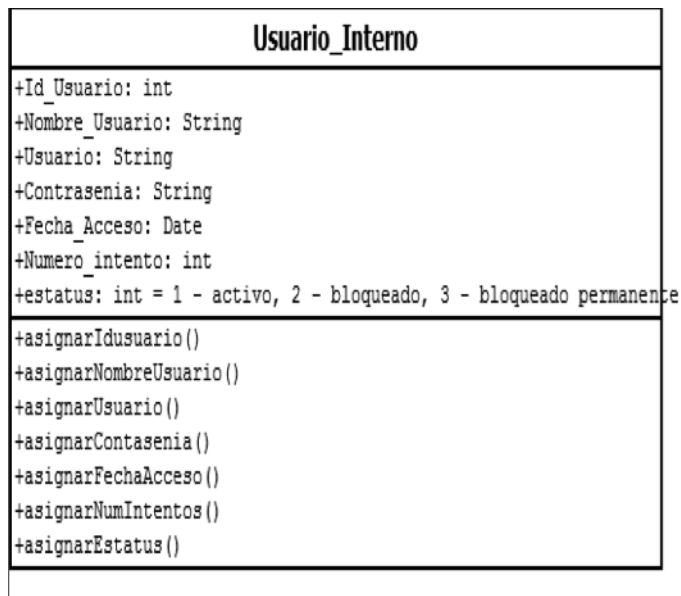 Usuario_Interno
+Id_Usuario: int
+Nombre_Usuario: String
+Usuario: String
+Contrasenia: String
+Fecha_Acceso: Date
+Numero_intento: int
+estatus: int = 1 - activo, 2 - bloqueado, 3 - bloqueado permanente
+asignarIdusuario()
+asignarNombreUsuario()
+asignarUsuario()
+asignarContasenia()
+asignarFechaAcceso()
+asignarNumIntentos()
+asignarEstatus()